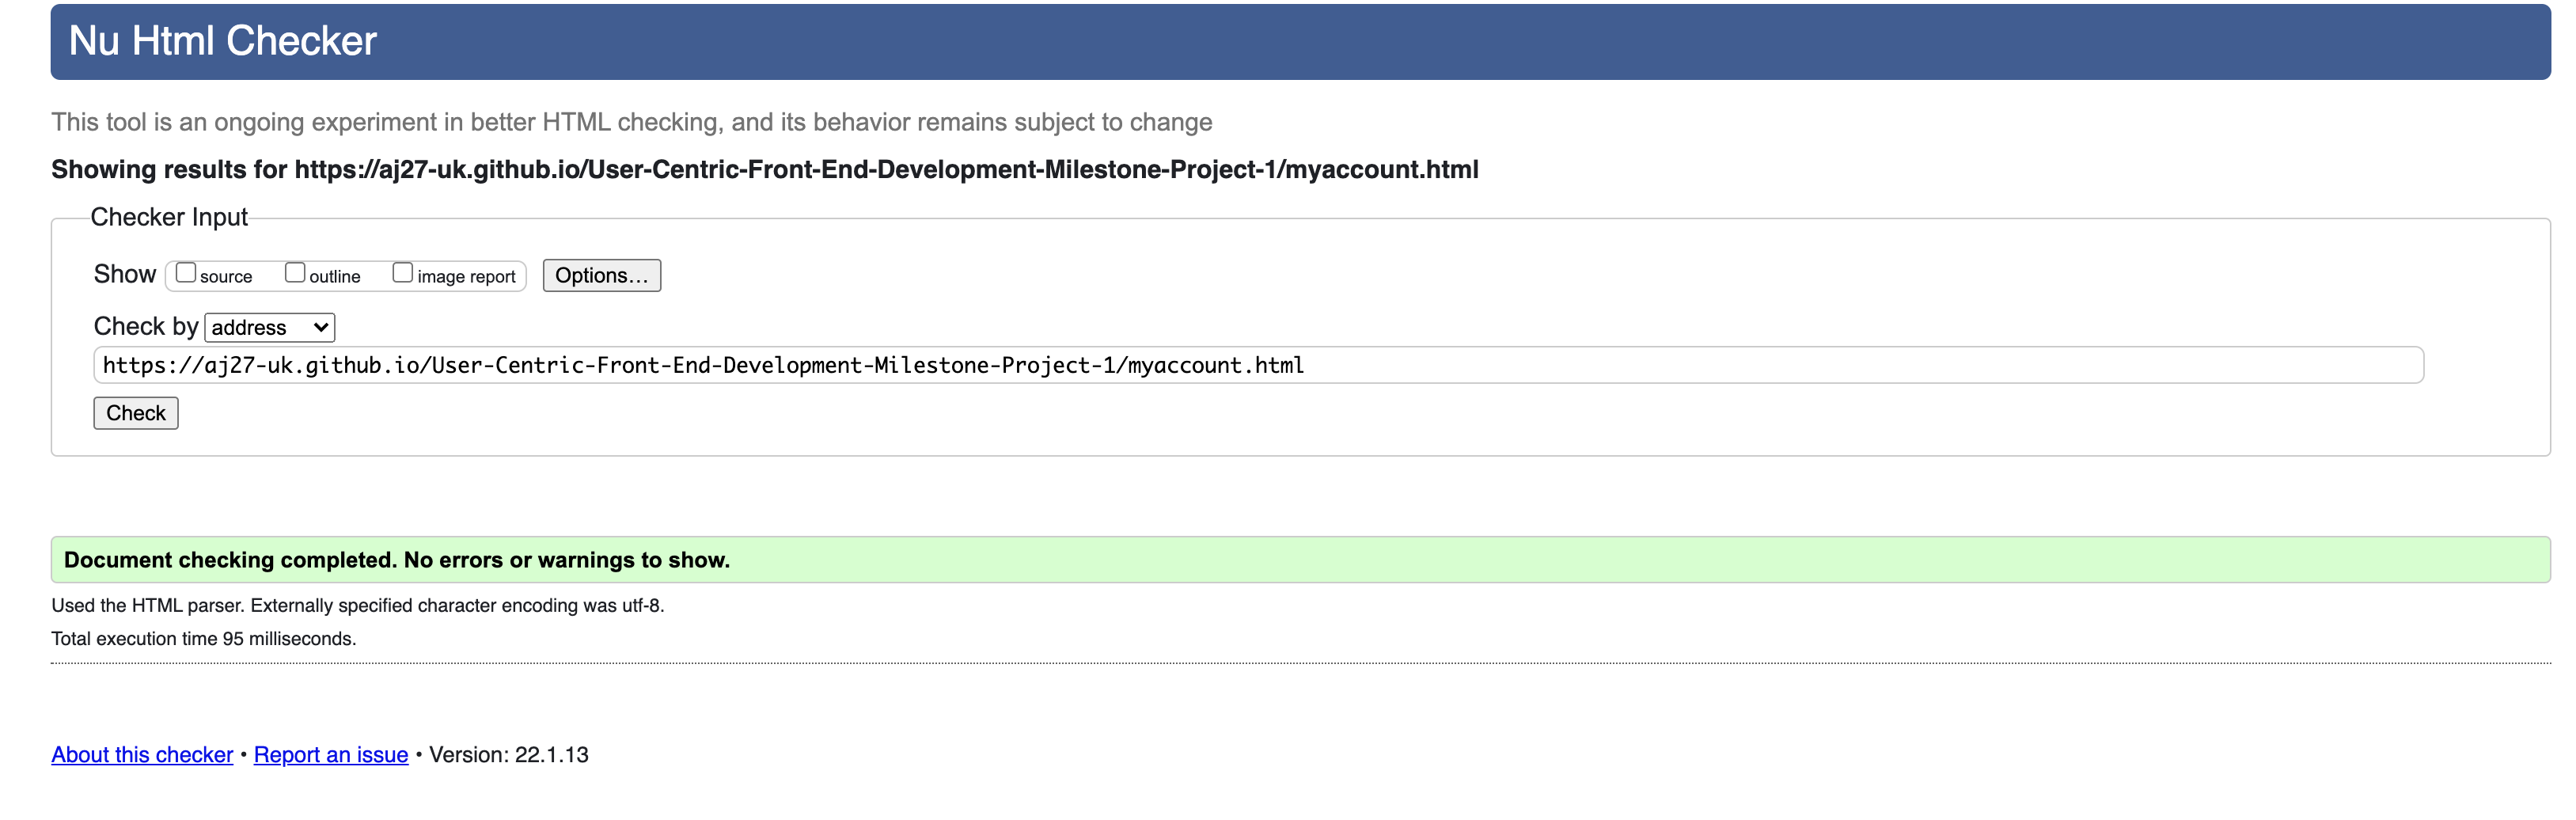 Nu Html Checker
This tool is an ongoing experiment in better HTML checking, and its behavior remains subject to change
Showing results for https://aj27-uk.github.io/User-Centric-Front-End-Development-Milestone-Project-1/myaccount.html
Checker Input
Show source outline image report Options…
Check by address
https://aj27-uk.github.io/User-Centric-Front-End-Development-Milestone-Project-1/myaccount.html
Check
Document checking completed. No errors or warnings to show.
Used the HTML parser. Externally specified character encoding was utf-8.
Total execution time 95 milliseconds.
About this checker • Report an issue • Version: 22.1.13